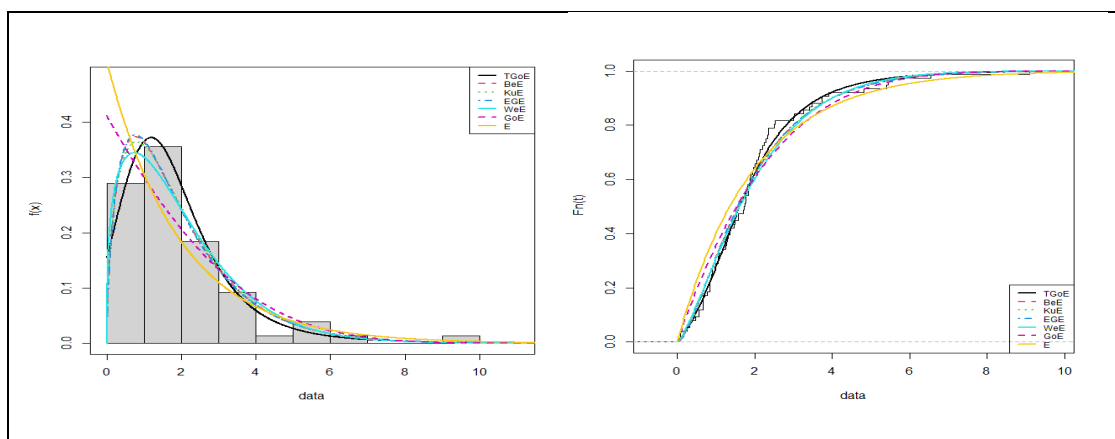 f(x)
0.4
0.3
0.2
0.1
0.0
TGoE
BeE
KuE
EGE
WeE
GoE
E
0 2 4 6 8 10
data
Fn(t)
1.0
0.8
0.6
0.4
0.2
0.0
TGoE
BeE
KuE
EGE
WeE
GoE
E
0 2 4 6 8 10
data